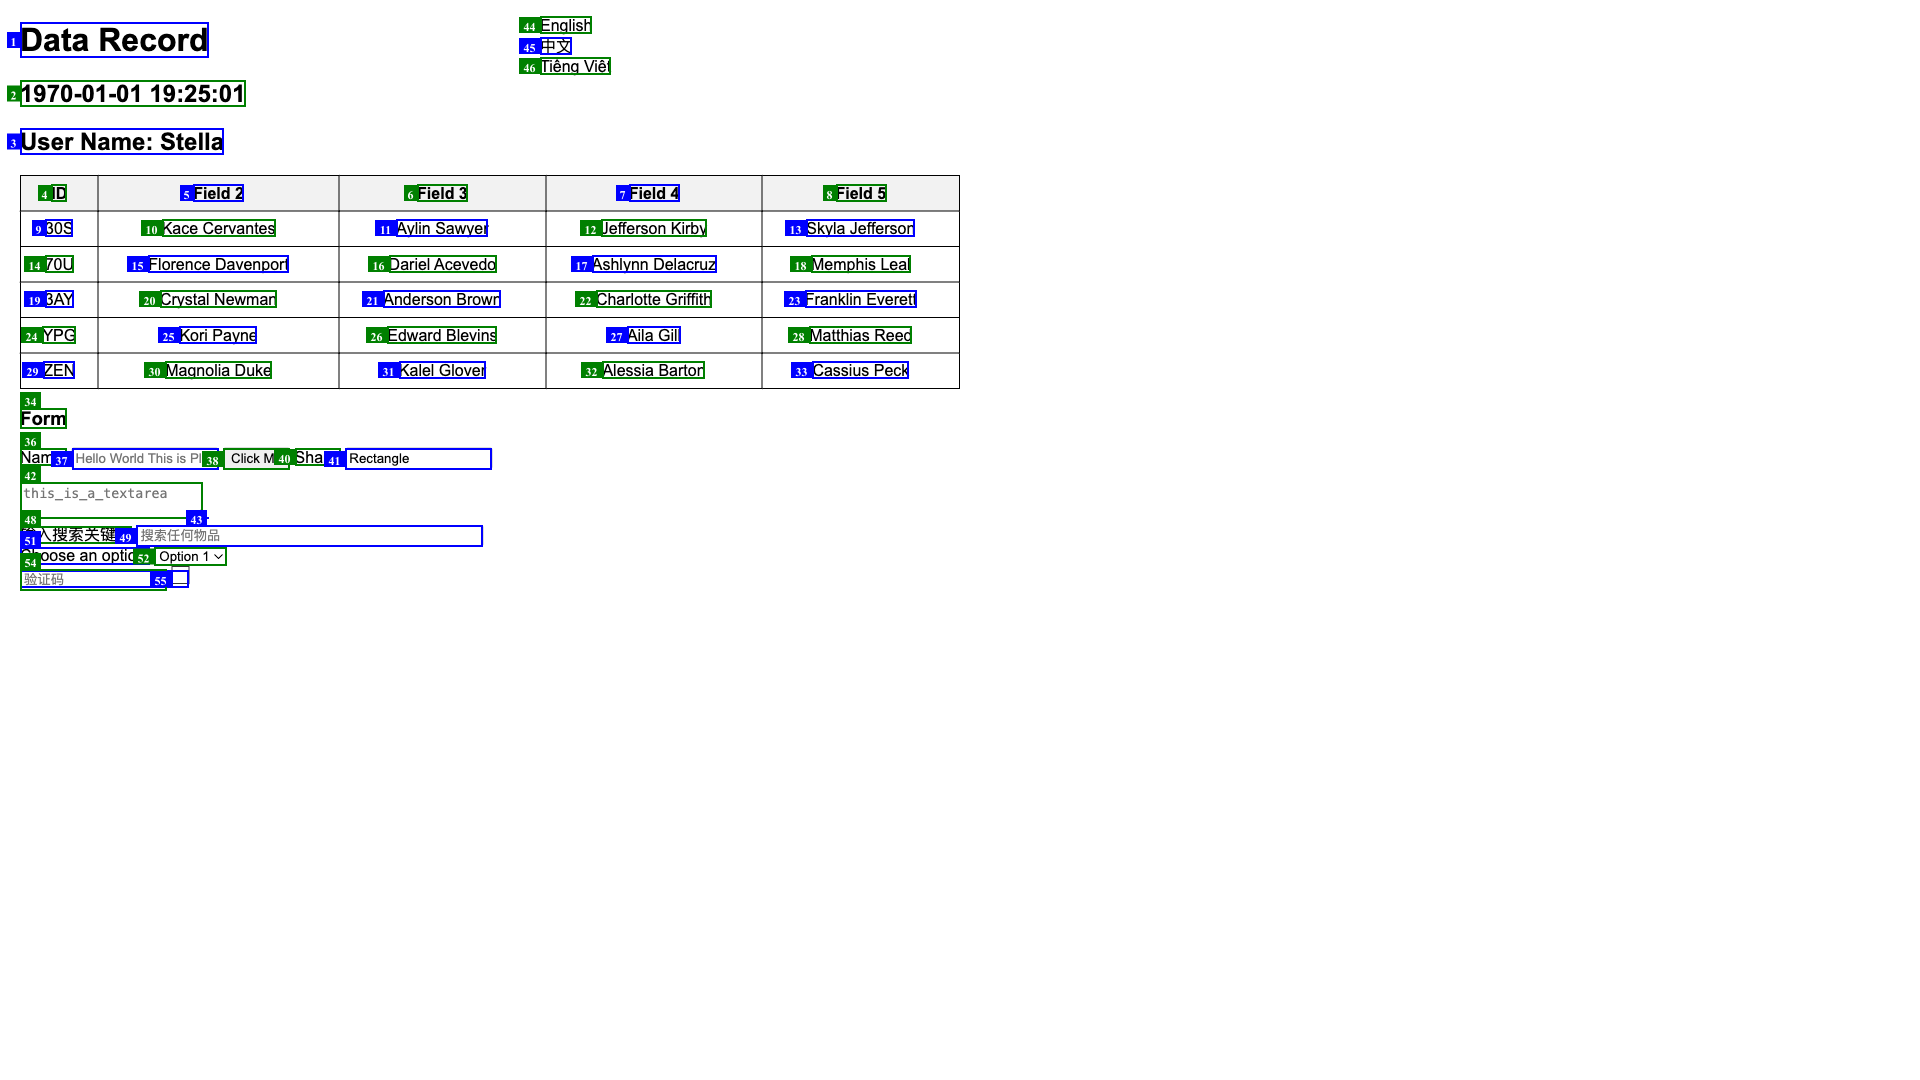 1 Data Record
44 English
45 中文
46 Tiếng Việt
2 1970-01-01 19:25:01
3 User Name: Stella
4 ID 5 Field 2 6 Field 3 7 Field 4 8 Field 5
9 30S 10 Kace Cervantes 11 Aylin Sawyer 12 Jefferson Kirby 13 Skyla Jefferson
14 70U 15 Florence Davenport 16 Dariel Acevedo 17 Ashlynn Delacruz 18 Memphis Leal
19 3AY 20 Crystal Newman 21 Anderson Brown 22 Charlotte Griffith 23 Franklin Everett
24 YPG 25 Kori Payne 26 Edward Blevins 27 Aila Gill 28 Matthias Reed
29 ZEN 30 Magnolia Duke 31 Kalel Glover 32 Alessia Barton 33 Cassius Peck
34
Form
36
Nam 37 Hello World This is Pl 38 Click M 40 Sha 41 Rectangle
42
this_is_a_textarea
48 43
入搜索关键 49 搜索任何物品
51
oose an optio 52 Option 1
54
验证码 55